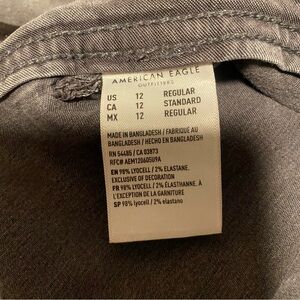 AMERICAN EAGLE
OUTFITTERS
US 12 REGULAR
CA 12 STANDARD
MX 12 REGULAR
MADE IN BANGLADESH / FABRIQUÉ AU
BANGLADESH / HECHO EN BANGLADESH
RN 54485 / CA 03873
RFC# AEM120605U9A
EN 98% LYOCELL / 2% ELASTANE.
EXCLUSIVE OF DECORATION
FR 98% LYOCELL / 2% ÉLASTHANNE. À
L'EXCEPTION DE LA GARNITURE
SP 98% lyocell / 2% elastano